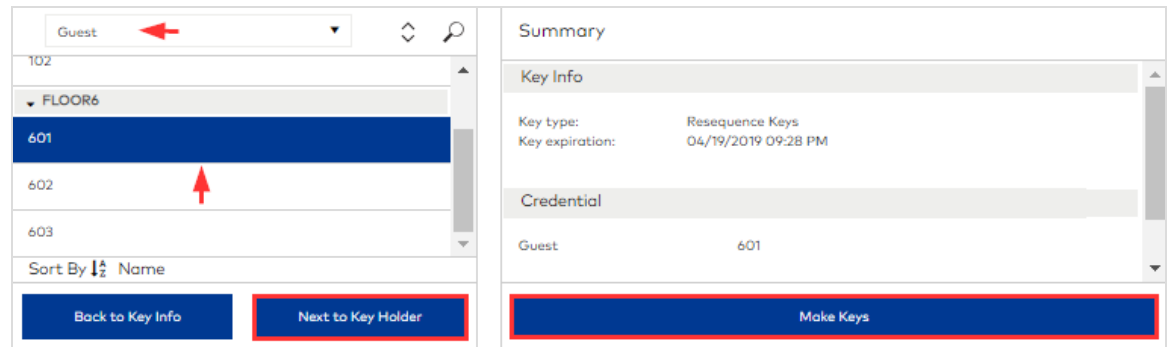 Guest
102
FLOOR6
601
602
603
Sort By Name
Back to Key Info
Next to Key Holder
Summary
Key Info
Key type: Resequence Keys
Key expiration: 04/19/2019 09:28 PM
Credential
Guest 601
Make Keys